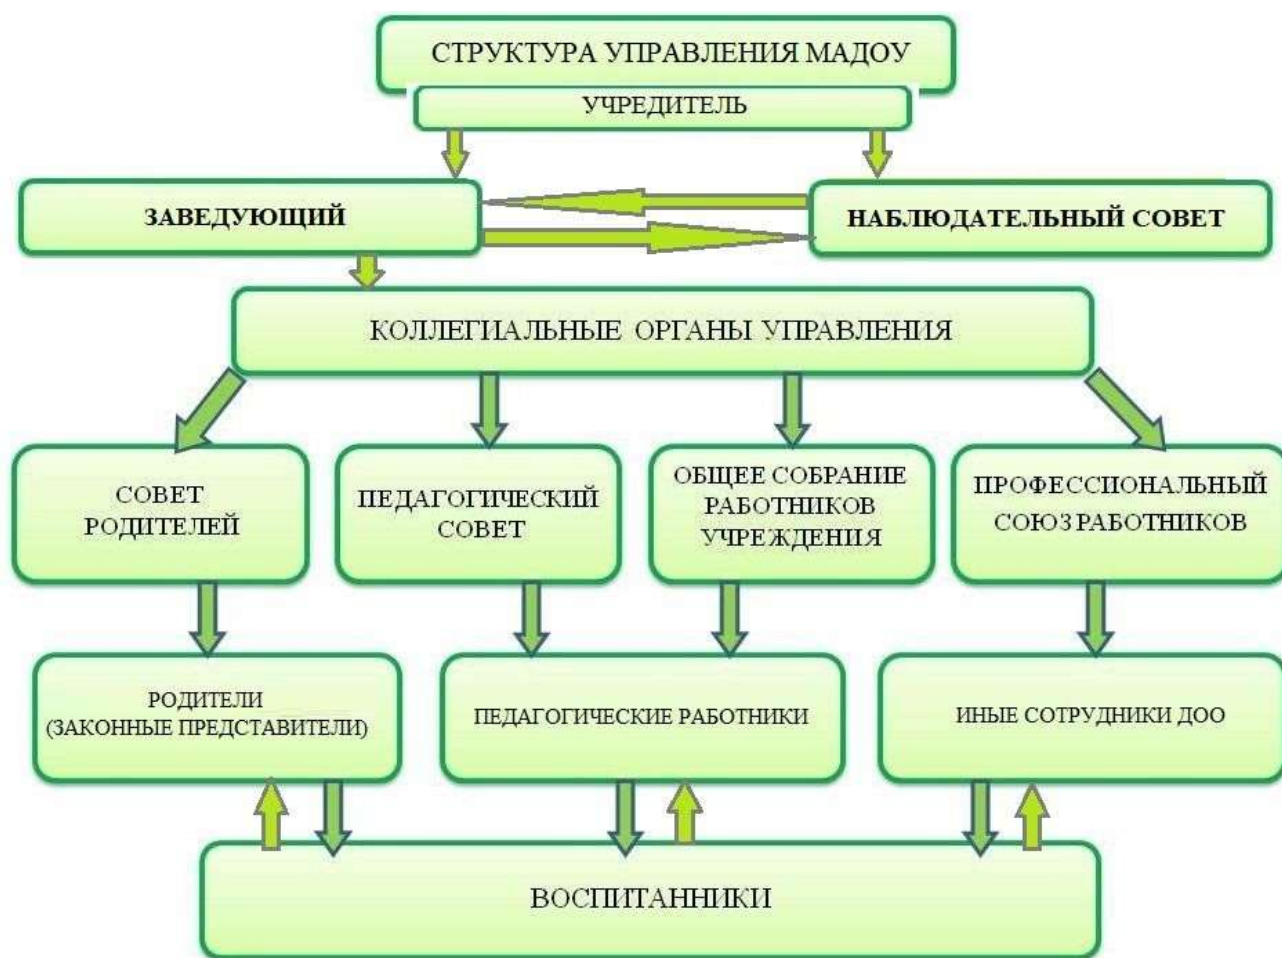 СТРУКТУРА УПРАВЛЕНИЯ МАДОУ
УЧРЕДИТЕЛЬ
ЗАВЕДУЮЩИЙ
НАБЛЮДАТЕЛЬНЫЙ СОВЕТ
КОЛЛЕГИАЛЬНЫЕ ОРГАНЫ УПРАВЛЕНИЯ
СОВЕТ
РОДИТЕЛЕЙ
ПЕДАГОГИЧЕСКИЙ
СОВЕТ
ОБЩЕЕ СОБРАНИЕ
РАБОТНИКОВ
УЧРЕЖДЕНИЯ
ПРОФЕССИОНАЛЬНЫЙ
СОЮЗ РАБОТНИКОВ
РОДИТЕЛИ
(ЗАКОННЫЕ ПРЕДСТАВИТЕЛИ)
ПЕДАГОГИЧЕСКИЕ РАБОТНИКИ
ИНЫЕ СОТРУДНИКИ ДОО
ВОСПИТАННИКИ